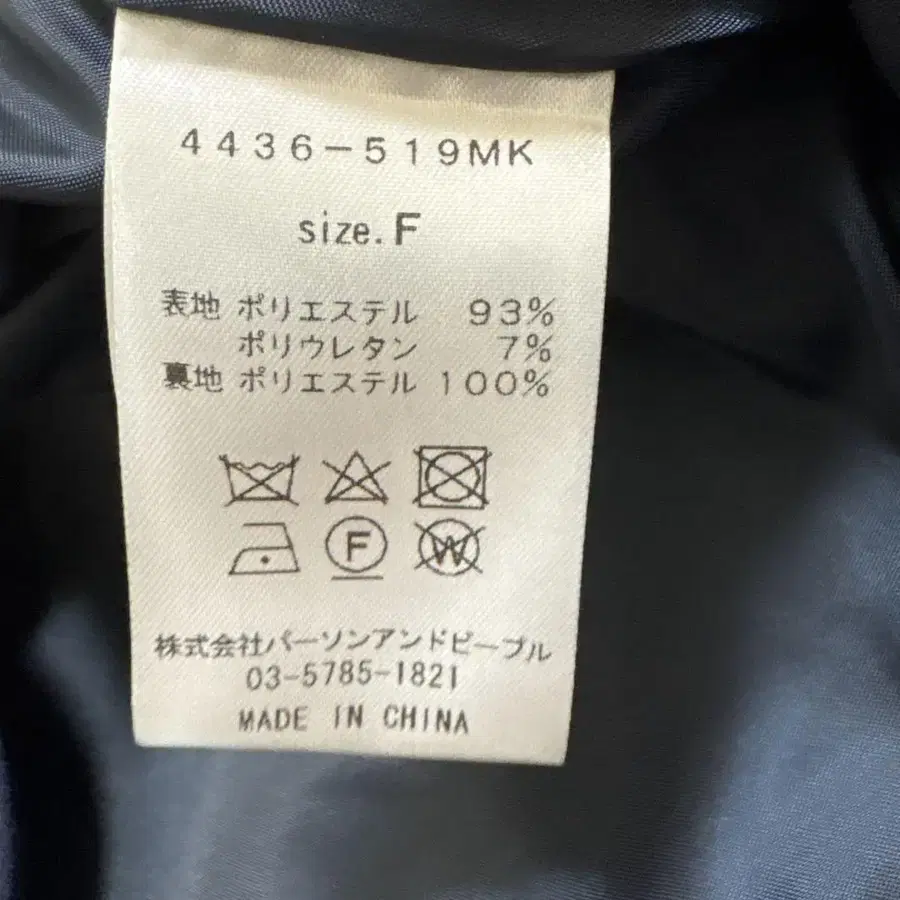 4436-519MK
size.F
表地 ポリエステル 93%
ポリウレタン 7%
裏地 ポリエステル 100%
F
W
株式会社パーソンアンドピープル
03-5785-1821
MADE IN CHINA